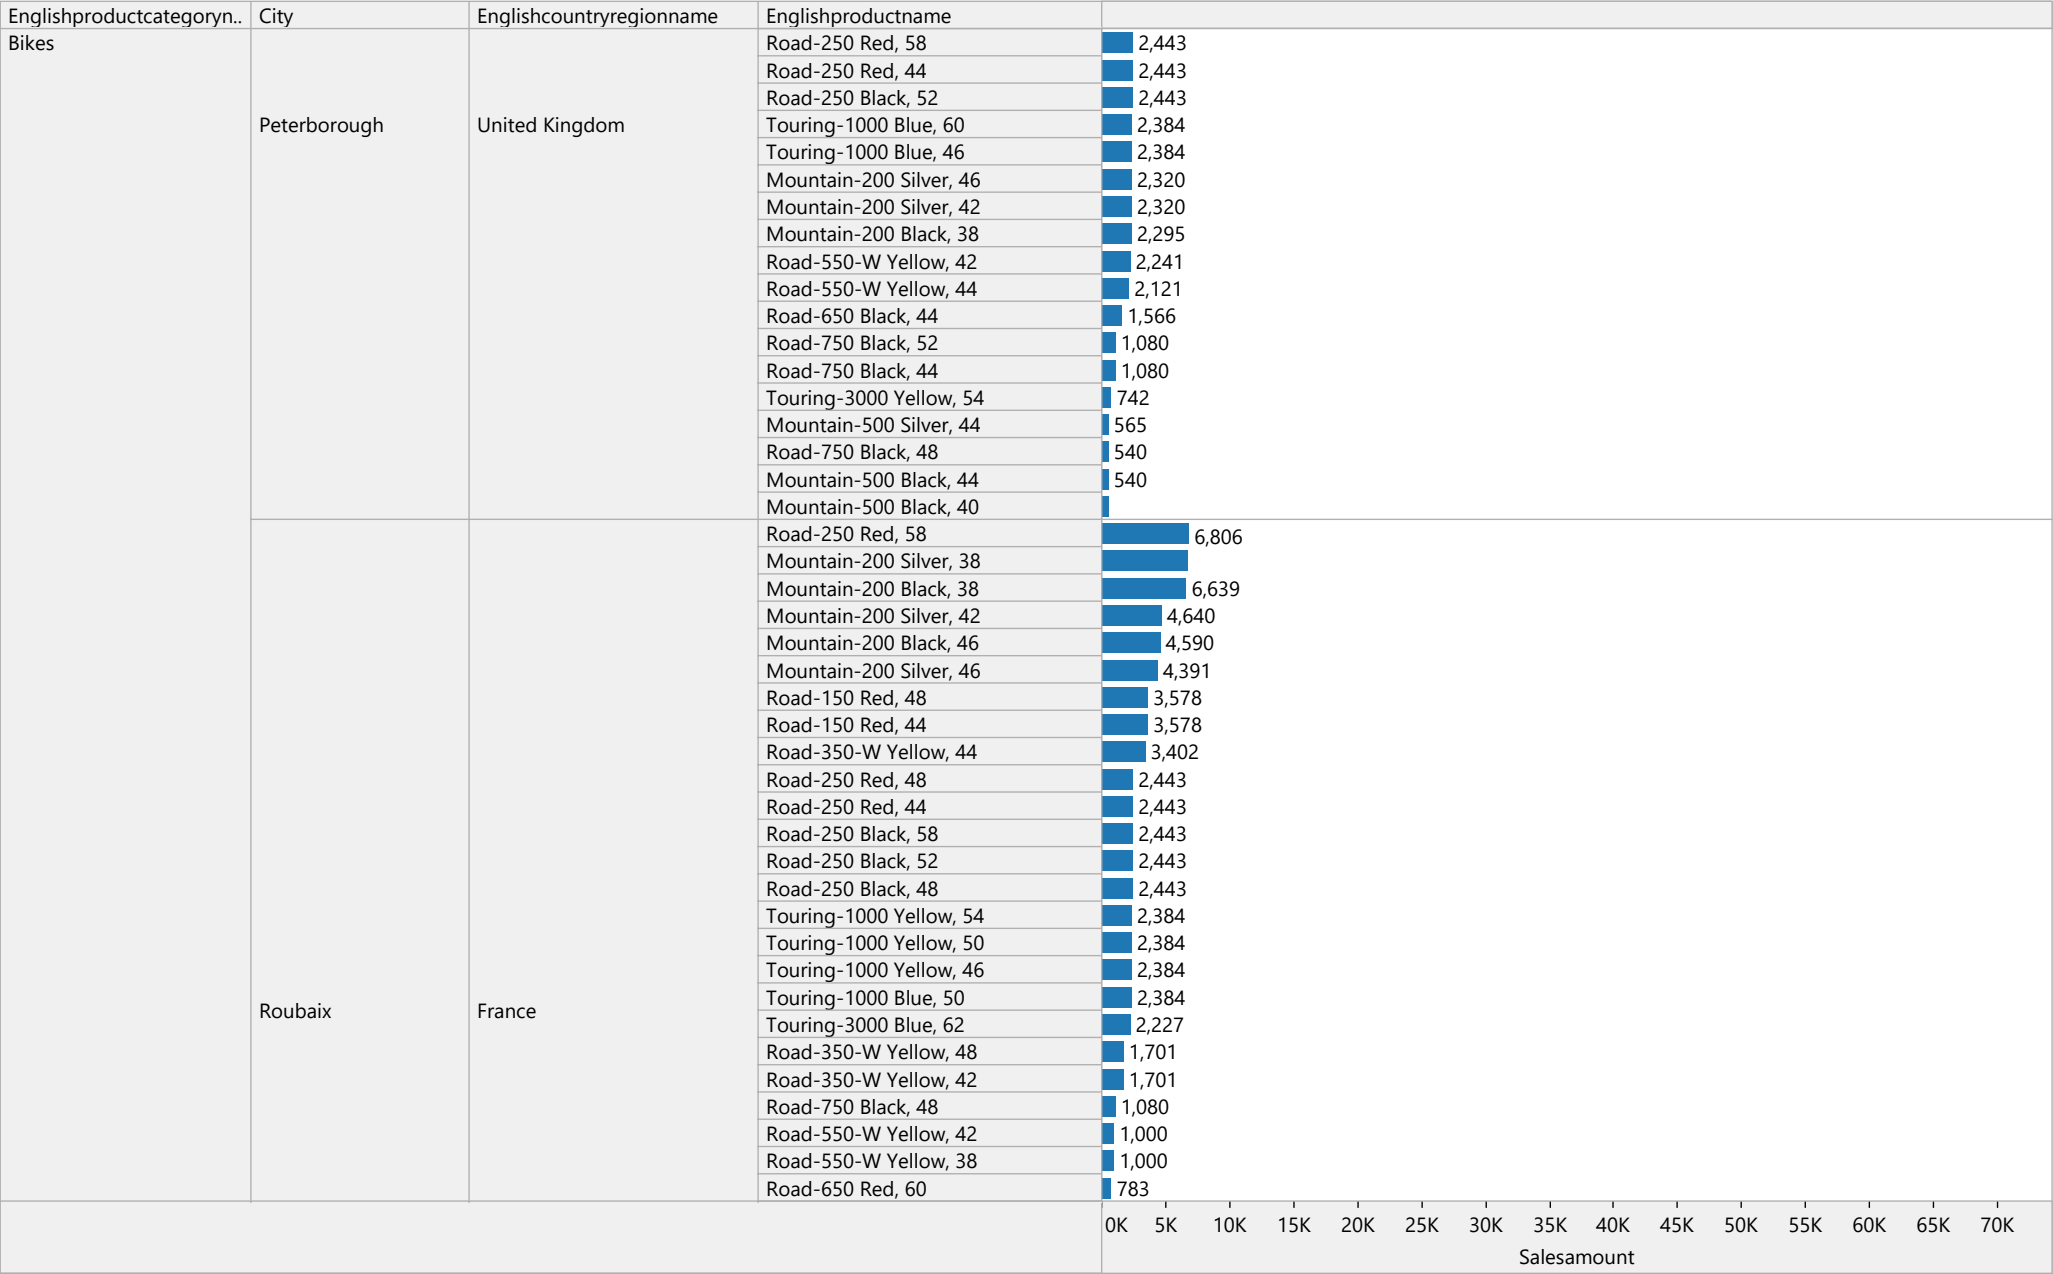 Englishproductcategoryn.. City Englishcountryregionname Englishproductname
Bikes Road-250 Red, 58 2,443
Road-250 Red, 44 2,443
Road-250 Black, 52 2,443
Peterborough United Kingdom Touring-1000 Blue, 60 2,384
Touring-1000 Blue, 46 2,384
Mountain-200 Silver, 46 2,320
Mountain-200 Silver, 42 2,320
Mountain-200 Black, 38 2,295
Road-550-W Yellow, 42 2,241
Road-550-W Yellow, 44 2,121
Road-650 Black, 44 1,566
Road-750 Black, 52 1,080
Road-750 Black, 44 1,080
Touring-3000 Yellow, 54 742
Mountain-500 Silver, 44 565
Road-750 Black, 48 540
Mountain-500 Black, 44 540
Mountain-500 Black, 40
Road-250 Red, 58 6,806
Mountain-200 Silver, 38
Mountain-200 Black, 38 6,639
Mountain-200 Silver, 42 4,640
Mountain-200 Black, 46 4,590
Mountain-200 Silver, 46 4,391
Road-150 Red, 48 3,578
Road-150 Red, 44 3,578
Road-350-W Yellow, 44 3,402
Road-250 Red, 48 2,443
Road-250 Red, 44 2,443
Road-250 Black, 58 2,443
Road-250 Black, 52 2,443
Road-250 Black, 48 2,443
Touring-1000 Yellow, 54 2,384
Touring-1000 Yellow, 50 2,384
Touring-1000 Yellow, 46 2,384
Touring-1000 Blue, 50 2,384
Roubaix France
Touring-3000 Blue, 62 2,227
Road-350-W Yellow, 48 1,701
Road-350-W Yellow, 42 1,701
Road-750 Black, 48 1,080
Road-550-W Yellow, 42 1,000
Road-550-W Yellow, 38 1,000
Road-650 Red, 60 783
0K 5K 10K 15K 20K 25K 30K 35K 40K 45K 50K 55K 60K 65K 70K
Salesamount